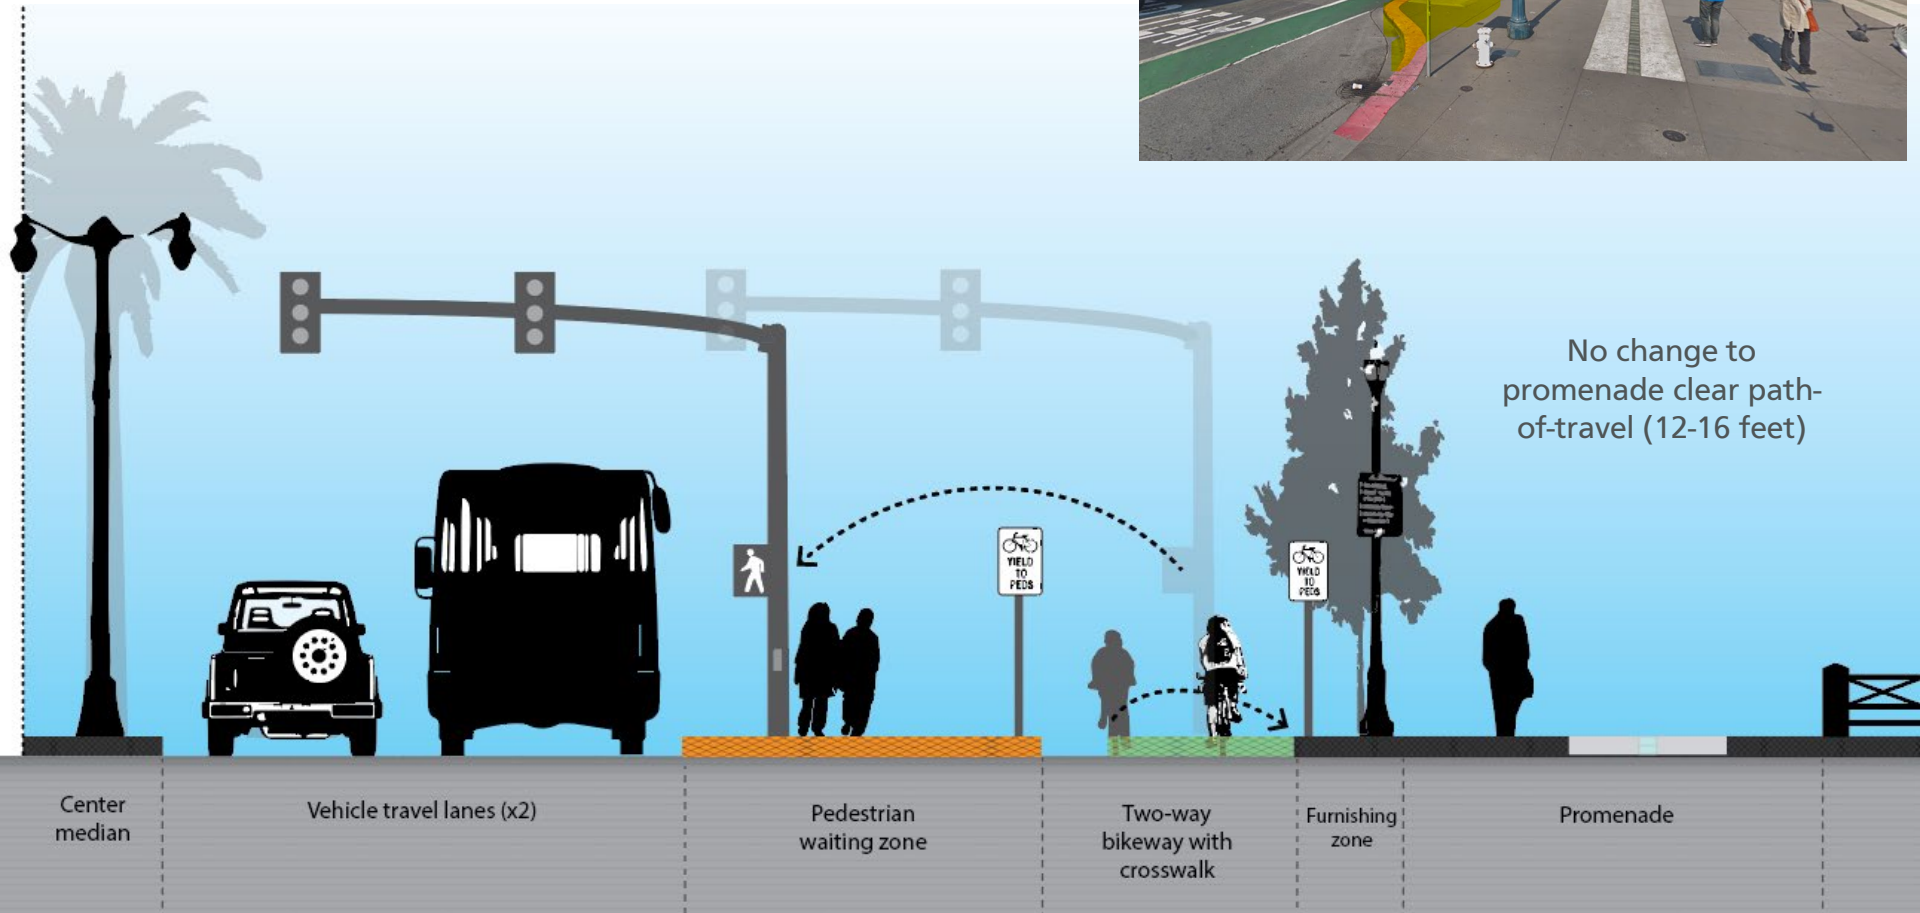 No change to
promenade clear path-
of-travel (12-16 feet)
YIELD
TO
PEDS
YIELD
TO
PEDS
Center
median
Vehicle travel lanes (x2)
Pedestrian
waiting zone
Two-way
bikeway with
crosswalk
Furnishing
zone
Promenade